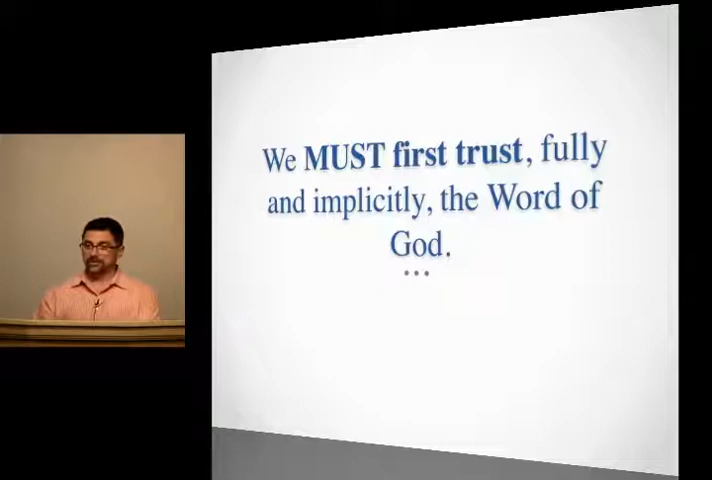 We MUST first trust, fully
and implicitly, the Word of
God.